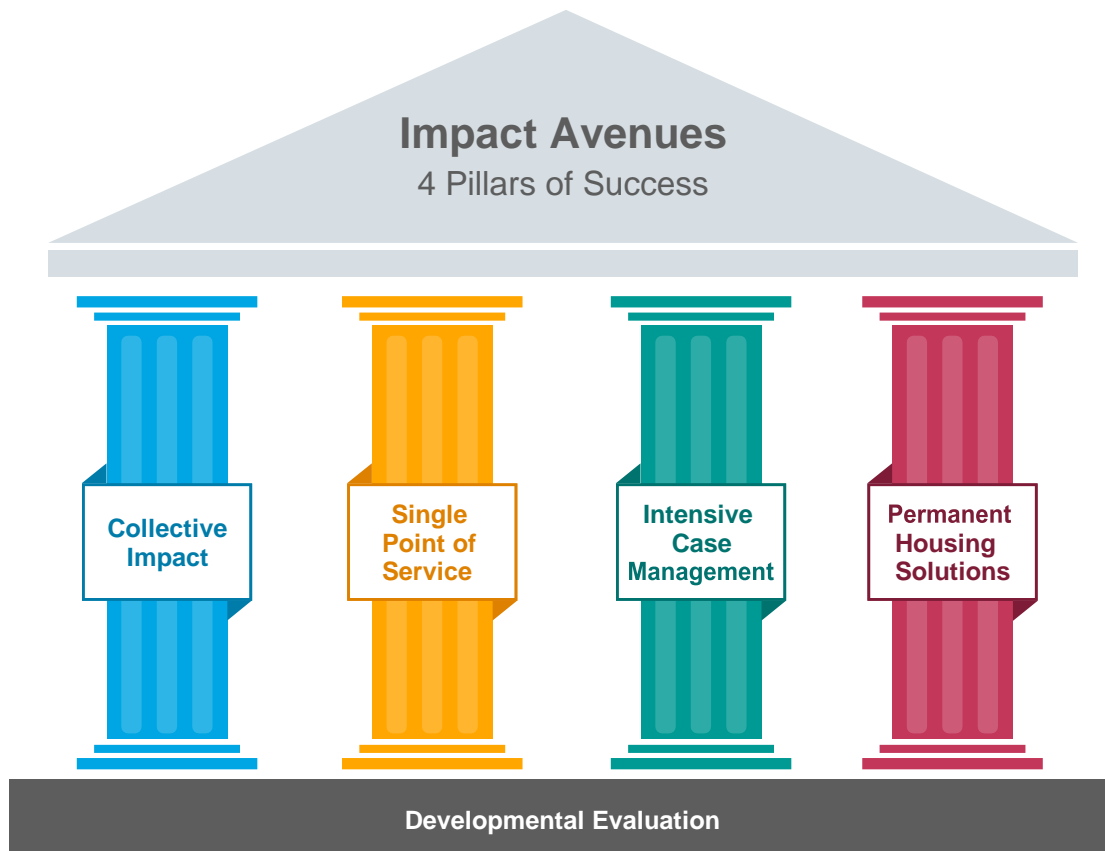 Impact Avenues
4 Pillars of Success
Collective
Impact
Single
Point of
Service
Intensive
Case
Management
Permanent
Housing
Solutions
Developmental Evaluation